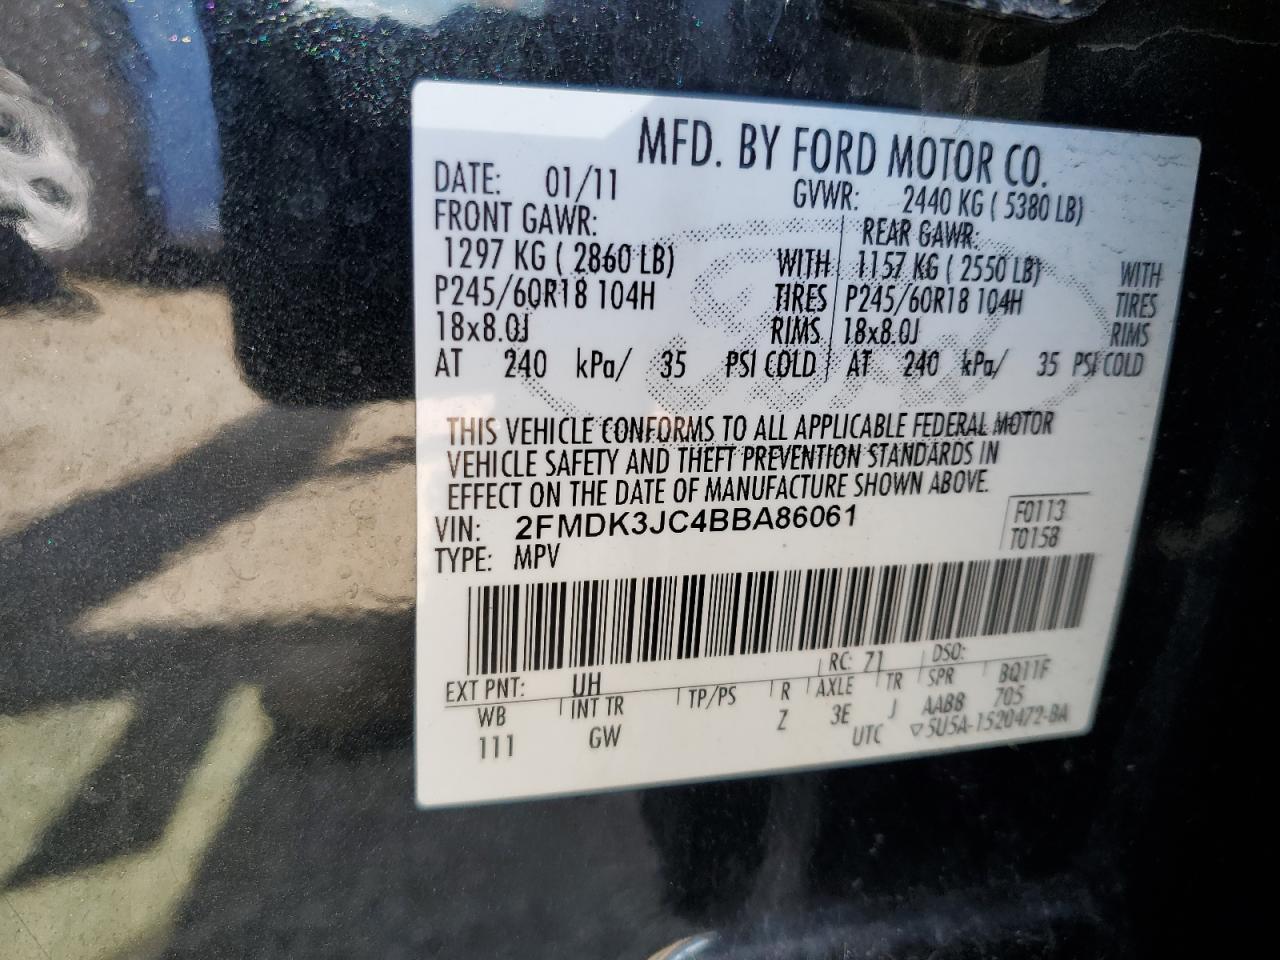 MFD. BY FORD MOTOR CO.
DATE: 01/11 GVWR: 2440 KG ( 5380 LB)
FRONT GAWR: REAR GAWR:
1297 KG ( 2860 LB) WITH 1157 KG ( 2550 LB) WITH
P245/60R18 104H TIRES P245/60R18 104H TIRES
18x8.0J RIMS 18x8.0J RIMS
AT 240 kPa/ 35 PSI COLD AT 240 kPa/ 35 PSI COLD
THIS VEHICLE CONFORMS TO ALL APPLICABLE FEDERAL MOTOR
VEHICLE SAFETY AND THEFT PREVENTION STANDARDS IN
EFFECT ON THE DATE OF MANUFACTURE SHOWN ABOVE.
VIN: 2FMDK3JC4BBA86061 F0113
TYPE: MPV T0158
EXT PNT: UH RC: 71 DSO:
WB INT TR TP/PS R AXLE TR SPR BQ11F
111 GW Z 3E J AABB 705
UTC ▽5U5A-1520472-BA
Ford